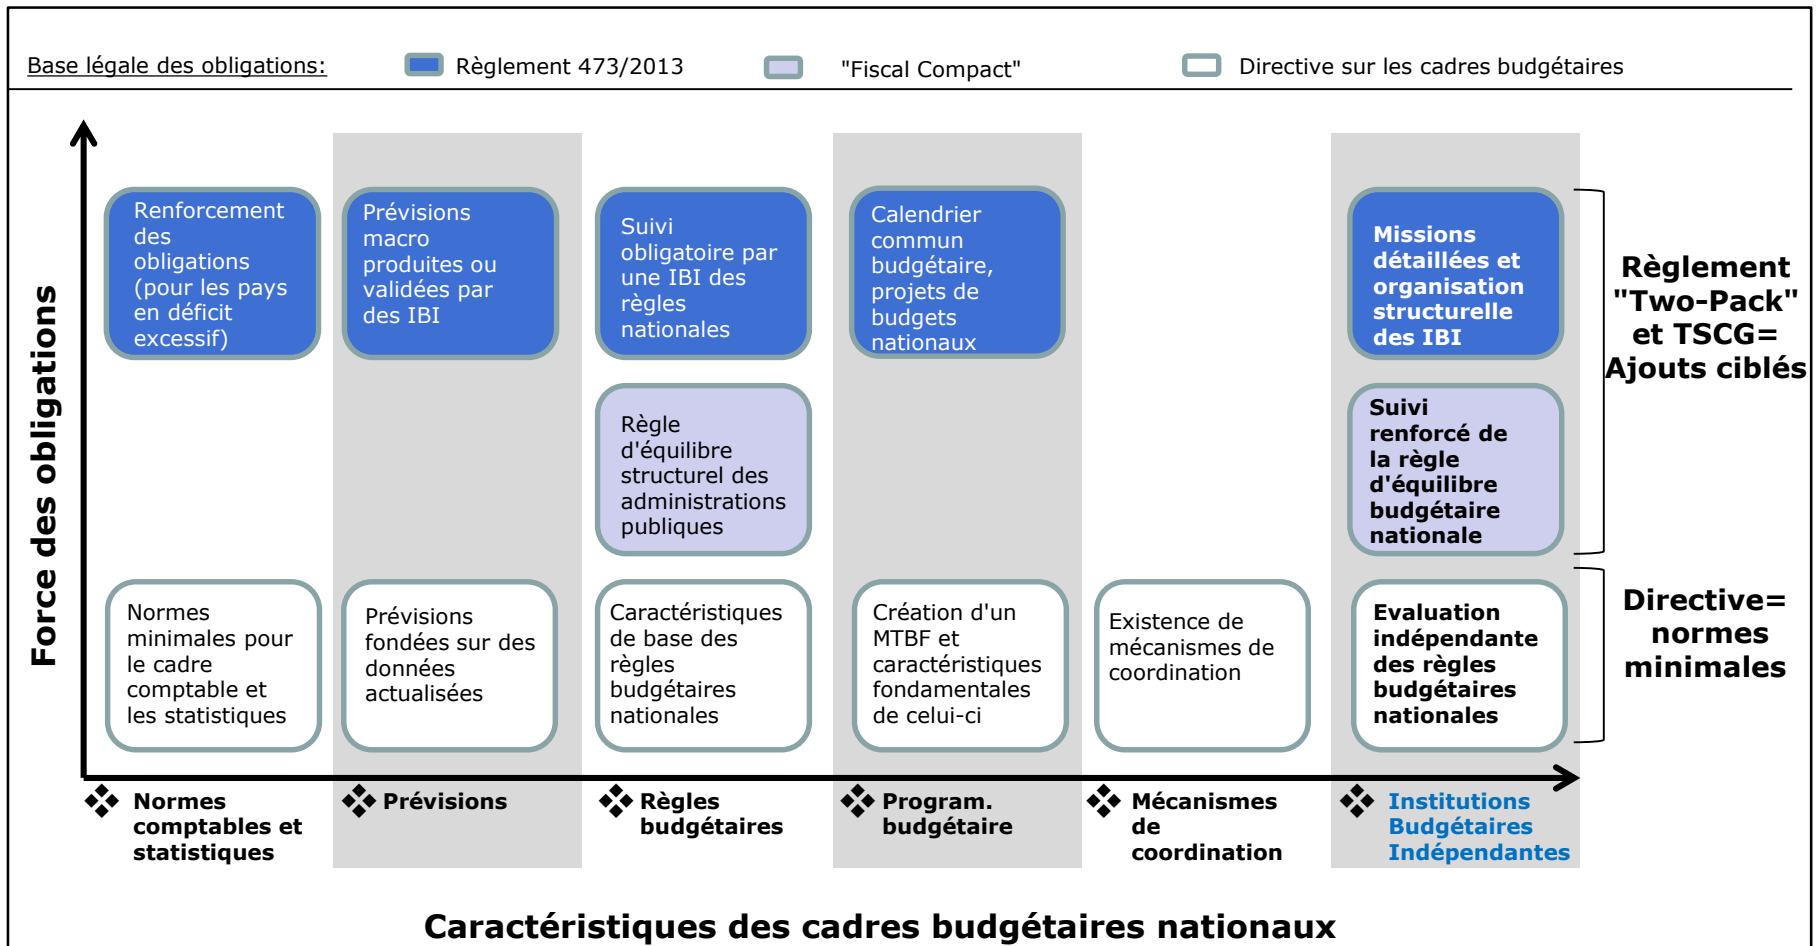 Base légale des obligations:
Règlement 473/2013
"Fiscal Compact"
Directive sur les cadres budgétaires
Force des obligations
Renforcement
des
obligations
(pour les pays
en déficit
excessif)
Prévisions
macro
produites ou
validées par
des IBI
Suivi
obligatoire par
une IBI des
règles
nationales
Calendrier
commun
budgétaire,
projets de
budgets
nationaux
Missions
détaillées et
organisation
structurelle
des IBI
Règlement
"Two-Pack"
et TSCG=
Ajouts ciblés
Règle
d'équilibre
structurel des
administrations
publiques
Suivi
renforcé de
la règle
d'équilibre
budgétaire
nationale
Normes
minimales pour
le cadre
comptable et
les statistiques
Prévisions
fondées sur des
données
actualisées
Caractéristiques
de base des
règles
budgétaires
nationales
Création d'un
MTBF et
caractéristiques
fondamentales
de celui-ci
Existence de
mécanismes de
coordination
Evaluation
indépendante
des règles
budgétaires
nationales
Directive=
normes
minimales
Normes
comptables et
statistiques
Prévisions
Règles
budgétaires
Program.
budgétaire
Mécanismes
de
coordination
Institutions
Budgétaires
Indépendantes
Caractéristiques des cadres budgétaires nationaux